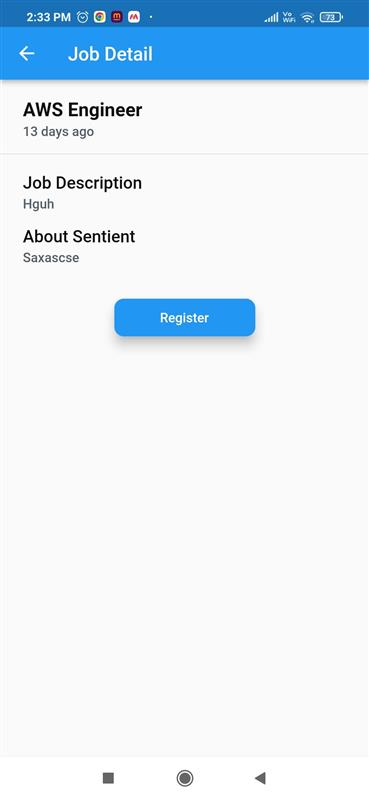 2:33 PM
Vo
WiFi
73
Job Detail
AWS Engineer
13 days ago
Job Description
Hguh
About Sentient
Saxascse
Register